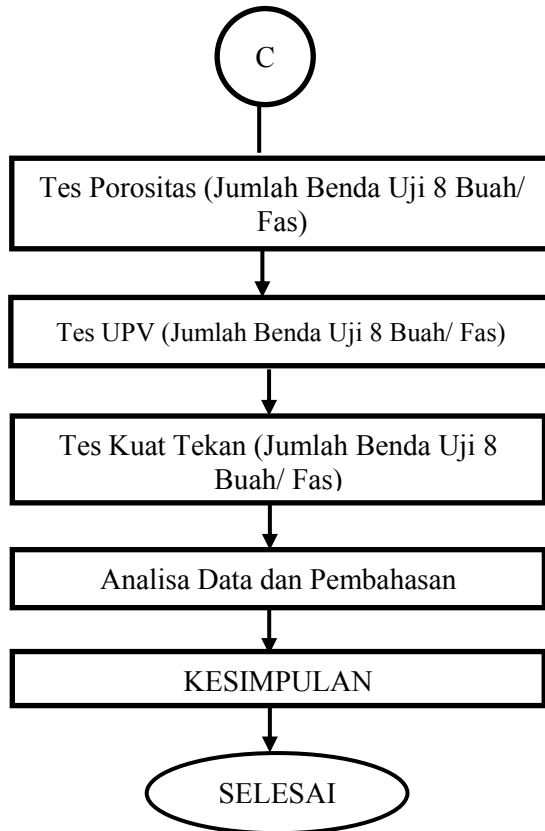 C
Tes Porositas (Jumlah Benda Uji 8 Buah/
Fas)
Tes UPV (Jumlah Benda Uji 8 Buah/ Fas)
Tes Kuat Tekan (Jumlah Benda Uji 8
Buah/ Fas)
Analisa Data dan Pembahasan
KESIMPULAN
SELESAI